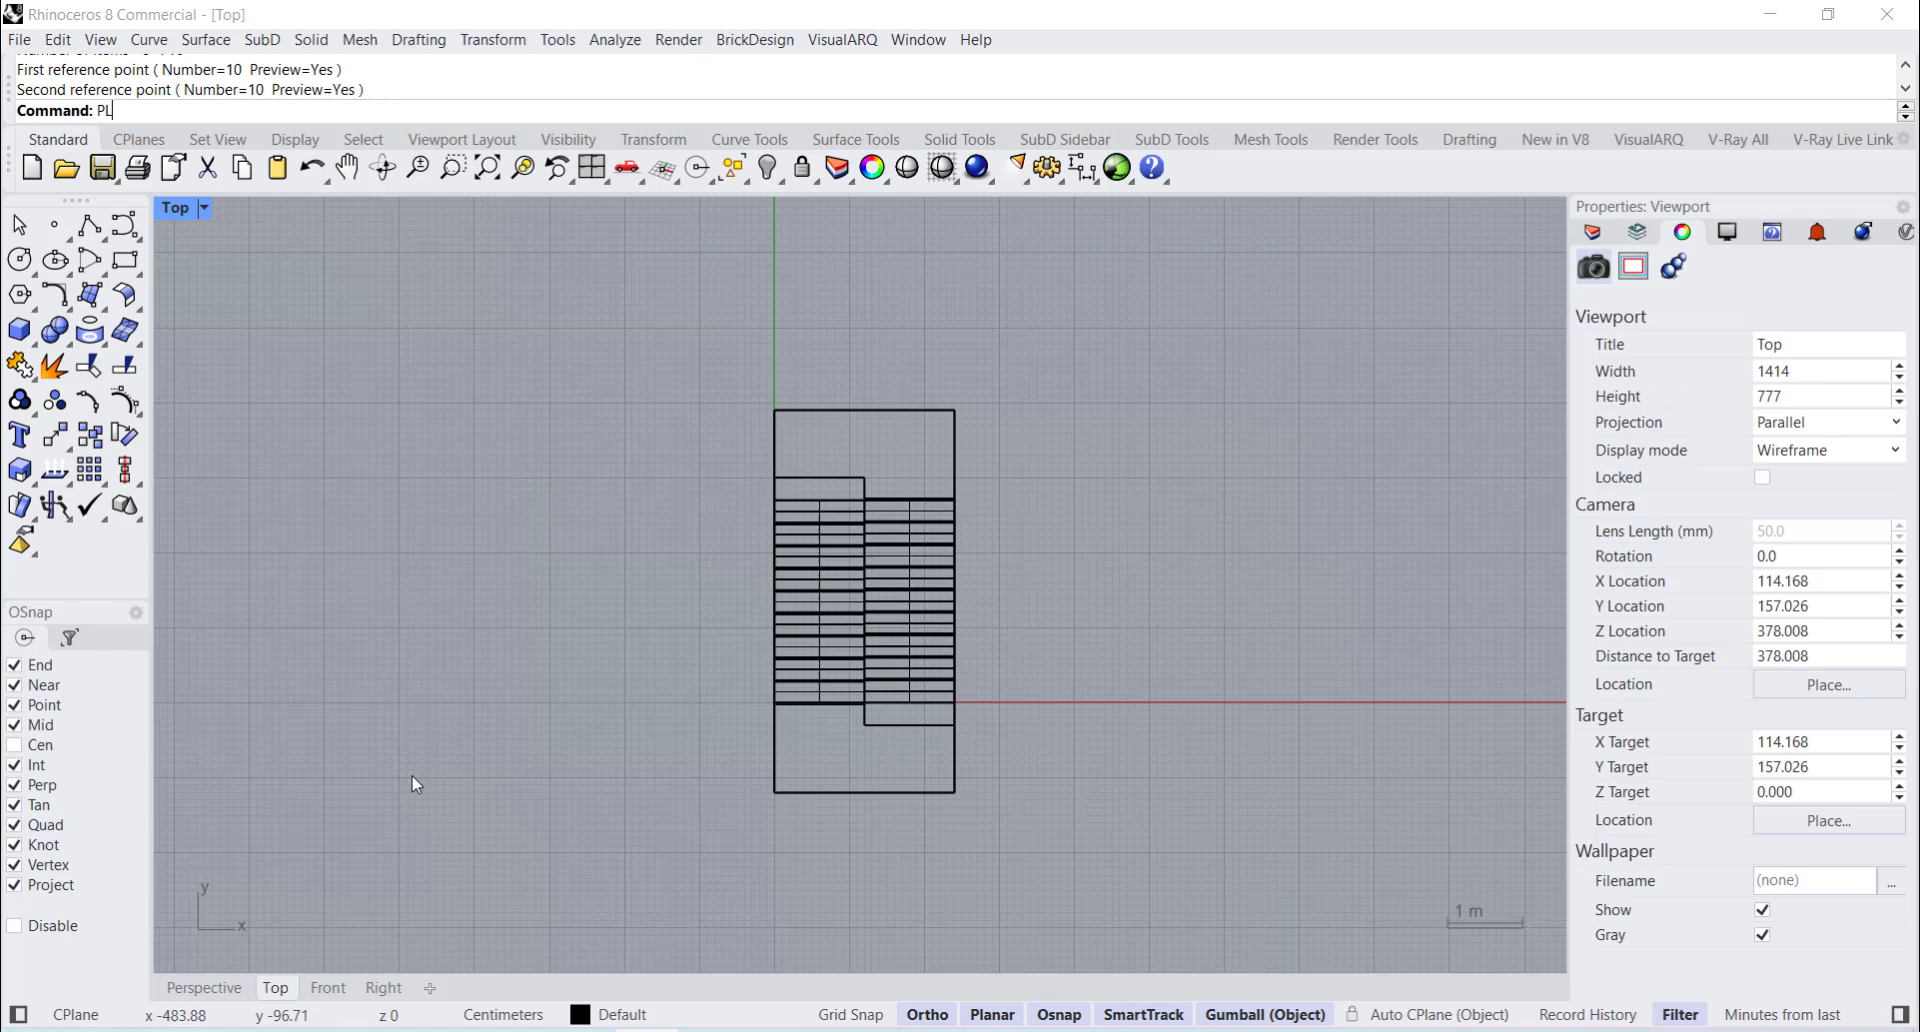 Rhinoceros 8 Commercial - [Top]
File Edit View Curve Surface SubD Solid Mesh Drafting Transform Tools Analyze Render BrickDesign VisualARQ Window Help
First reference point ( Number=10 Preview=Yes )
Second reference point ( Number=10 Preview=Yes )
Command: PL
Standard CPlanes Set View Display Select Viewport Layout Visibility Transform Curve Tools Surface Tools Solid Tools SubD Sidebar SubD Tools Mesh Tools Render Tools Drafting New in V8 VisualARQ V-Ray All V-Ray Live Link
Top
Properties: Viewport
Viewport
Title Top
Width 1414
Height 777
Projection Parallel
Display mode Wireframe
Locked
Camera
Lens Length (mm) 50.0
Rotation 0.0
X Location 114.168
Y Location 157.026
Z Location 378.008
Distance to Target 378.008
Location Place...
Target
X Target 114.168
Y Target 157.026
Z Target 0.000
Location Place...
Wallpaper
Filename (none) ...
Show
Gray
OSnap
End
Near
Point
Mid
Cen
Int
Perp
Tan
Quad
Knot
Vertex
Project
Disable
y
x
1 m
Perspective Top Front Right
CPlane x -483.88 y -96.71 z 0 Centimeters Default Grid Snap Ortho Planar Osnap SmartTrack Gumball (Object) Auto CPlane (Object) Record History Filter Minutes from last